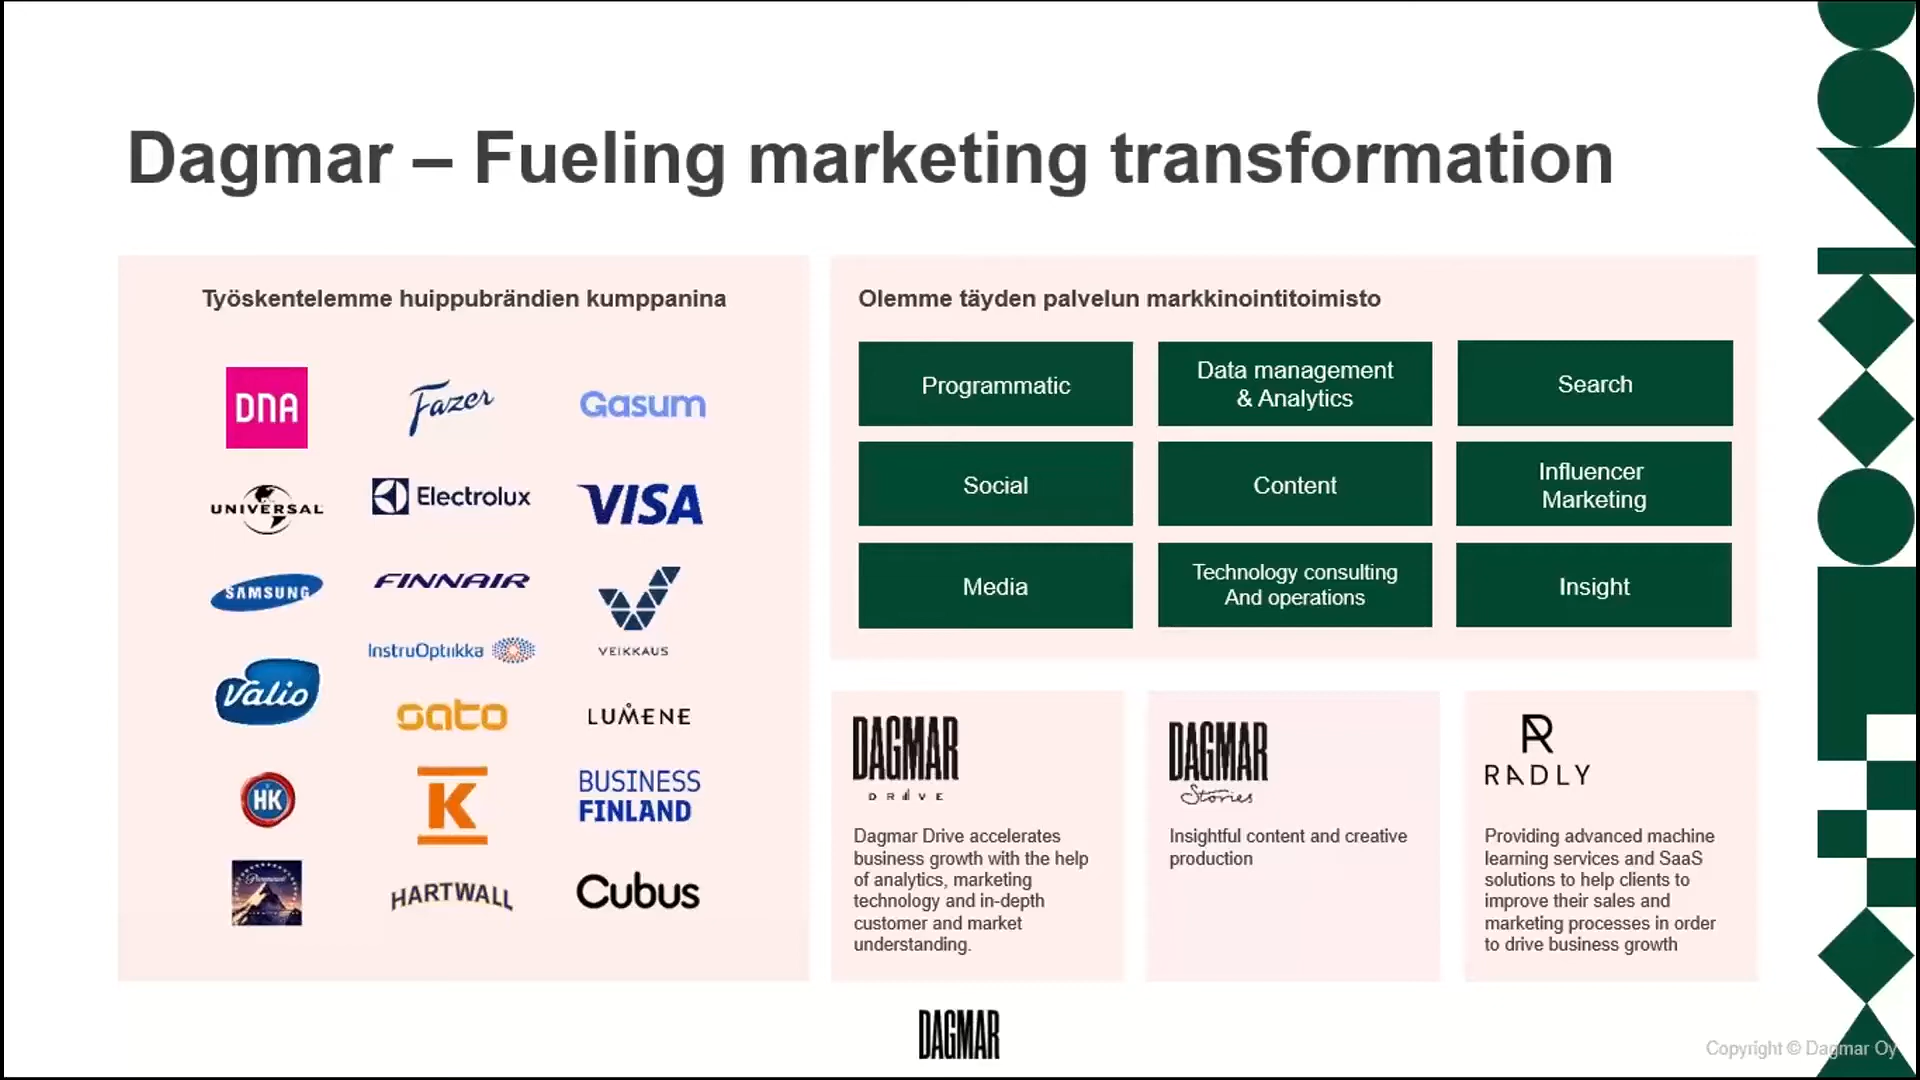 Dagmar – Fueling marketing transformation
Työskentelemme huippubrändien kumppanina
DNA
Fazer
Gasum
UNIVERSAL
Electrolux
VISA
SAMSUNG
FINNAIR
VEIKKAUS
InstruOptiikka
Valio
sato
LUMENE
HK
K
BUSINESS
FINLAND
Paramount
HARTWALL
Cubus
Olemme täyden palvelun markkinointitoimisto
Programmatic
Data management
& Analytics
Search
Social
Content
Influencer
Marketing
Media
Technology consulting
And operations
Insight
DAGMAR
DRIVE
Dagmar Drive accelerates
business growth with the help
of analytics, marketing
technology and in-depth
customer and market
understanding.
DAGMAR
Stories
Insightful content and creative
production
R
RADLY
Providing advanced machine
learning services and SaaS
solutions to help clients to
improve their sales and
marketing processes in order
to drive business growth
DAGMAR
Copyright © Dagmar Oy